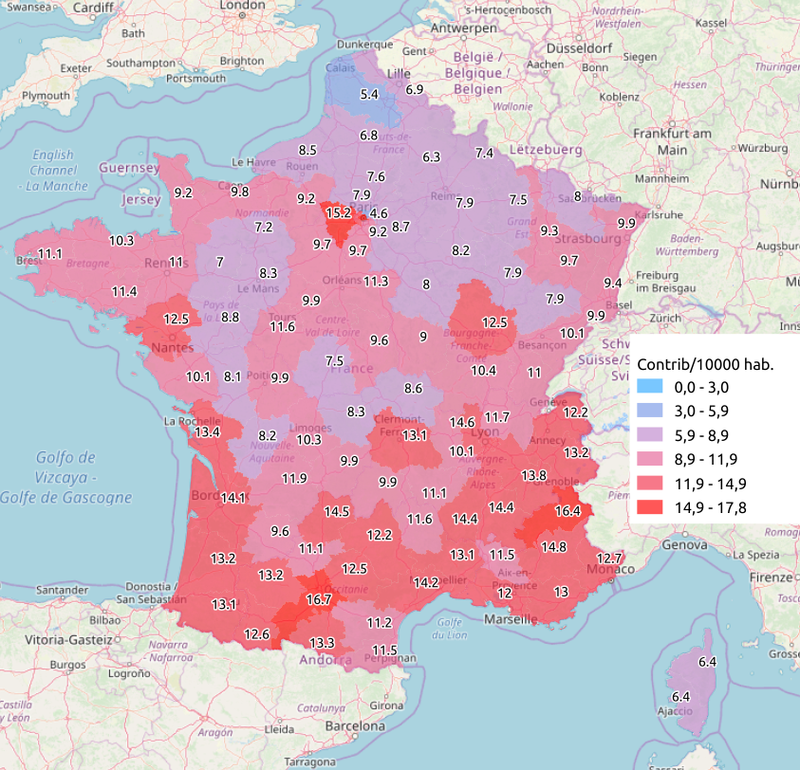 's-Hertogenbosch
Nordrhein-
Westfalen
Kassel
Swansea
Cardiff
London
Antwerpen
Bath
Dunkerque
Gent
Düsseldorf
Exeter
Southampton
Brighton
Portsmouth
Calais
Lille
België /
Belgique /
Belgien
Aachen
Bonn
Siegen
Hessen
Thüringen
Plymouth
5.4
6.9
Koblenz
Wallonie
6.8
Hauts-de-
France
Frankfurt am
Main
Würzburg
English
Channel
- La Manche
Guernsey
Jersey
Le Havre
8.5
Rouen
6.3
7.4
Lëtzebuerg
Mannheim
Nürnb
9.2
9.8
9.2
7.6
7.9
Paris
Reims
7.9
7.5
8
Saarbrücken
Karlsruhe
Normandie
15.2
4.6
9.2
8.7
Grand
Est
9.9
7.2
9.3
Strasbourg
10.3
9.7
9.7
8.2
9.7
Baden-
Württemberg
Augsburg
11.1
Brest
Bretagne
Rennes
11
7
8.3
Le Mans
Orléans
11.3
8
7.9
9.4
Freiburg
im Breisgau
11.4
9.9
7.9
Basel
9.9
Zürich
12.5
Nantes
Pays de
la Loire
8.8
Tours
11.6
Centre-
Val de Loire
9.6
9
12.5
Bourgogne
Franche-
Comté
Besançon
10.1
10.1
8.1
Poitiers
9.9
7.5
France
8.6
10.4
11
Genève
La Rochelle
13.4
8.2
Limoges
10.3
8.3
Clermont-
Ferrand
13.1
14.6
11.7
Lyon
12.2
Annecy
Nouvelle-
Aquitaine
10.1
Auvergne-
Rhône-
Alpes
13.2
Golfo de
Vizcaya -
Golfe de Gascogne
11.9
9.9
9.9
11.1
13.8
Grenoble
Bordeaux
14.1
14.5
11.6
14.4
14.4
16.4
9.6
12.2
11.1
13.1
11.5
14.8
12.7
Monaco
13.2
13.2
12.5
Occitanie
14.2
Montpellier
Aix-en-
Provence
12
13
Marseille
13.1
16.7
Santander
Donostia /
San Sebastián
Bilbao
12.6
13.3
11.2
11.5
Perpignan
Golfe
du Lion
Vitoria-Gasteiz
Navarra
Nafarroa
Andorra
Burgos
Logroño
Girona
Castilla
y León
Aragón
Catalunya
Lleida
Barcelona
Tarragona
6.4
6.4
Ajaccio
Genova
La Spezia
Firenze
Contrib/10000 hab.
0,0 - 3,0
3,0 - 5,9
5,9 - 8,9
8,9 - 11,9
11,9 - 14,9
14,9 - 17,8